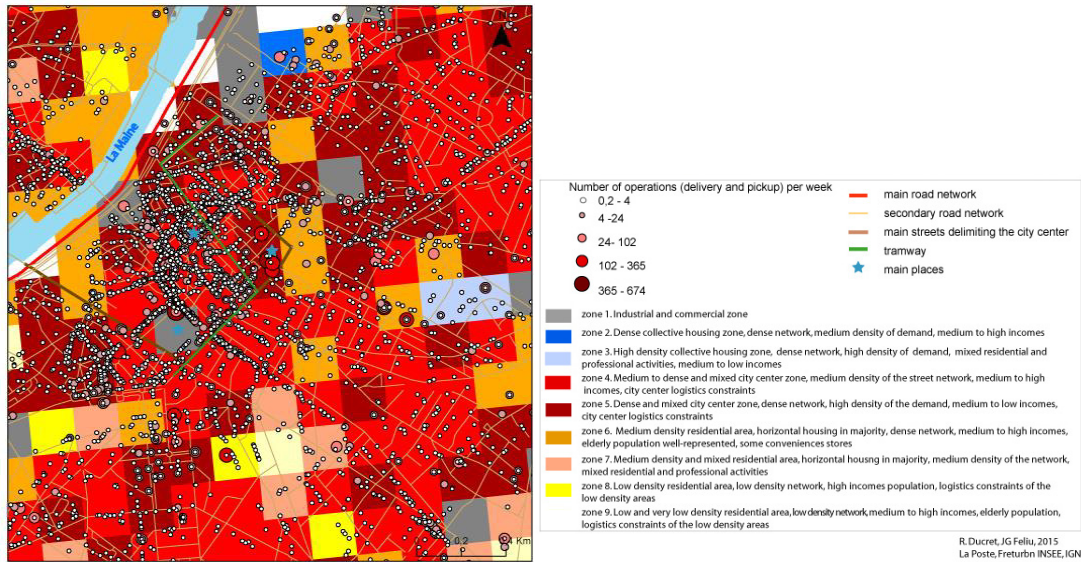 La Maine
0,2
4 Km
Number of operations (delivery and pickup) per week
0,2 - 4
4 -24
24- 102
102 - 365
365 - 674
main road network
secondary road network
main streets delimiting the city center
tramway
main places
zone 1. Industrial and commercial zone
zone 2. Dense collective housing zone, dense network, medium density of demand, medium to high incomes
zone 3. High density collective housing zone, dense network, high density of demand, mixed residential and
professional activities, medium to low incomes
zone 4. Medium to dense and mixed city center zone, medium density of the street network, medium to high
incomes, city center logistics constraints
zone 5. Dense and mixed city center zone, dense network, high density of the demand, medium to low incomes,
city center logistics constraints
zone 6. Medium density residential area, horizontal housing in majority, dense network, medium to high incomes,
elderly population well-represented, some conveniences stores
zone 7. Medium density and mixed residential area, horizontal housng in majority, medium density of the network,
mixed residential and professional activities
zone 8. Low density residential area, low density network, high incomes population, logistics constraints of the
low density areas
zone 9. Low and very low density residential area, low density network, medium to high incomes, elderly population,
logistics constraints of the low density areas
R. Ducret, JG Feliu, 2015
La Poste, Freturbn INSEE, IGN